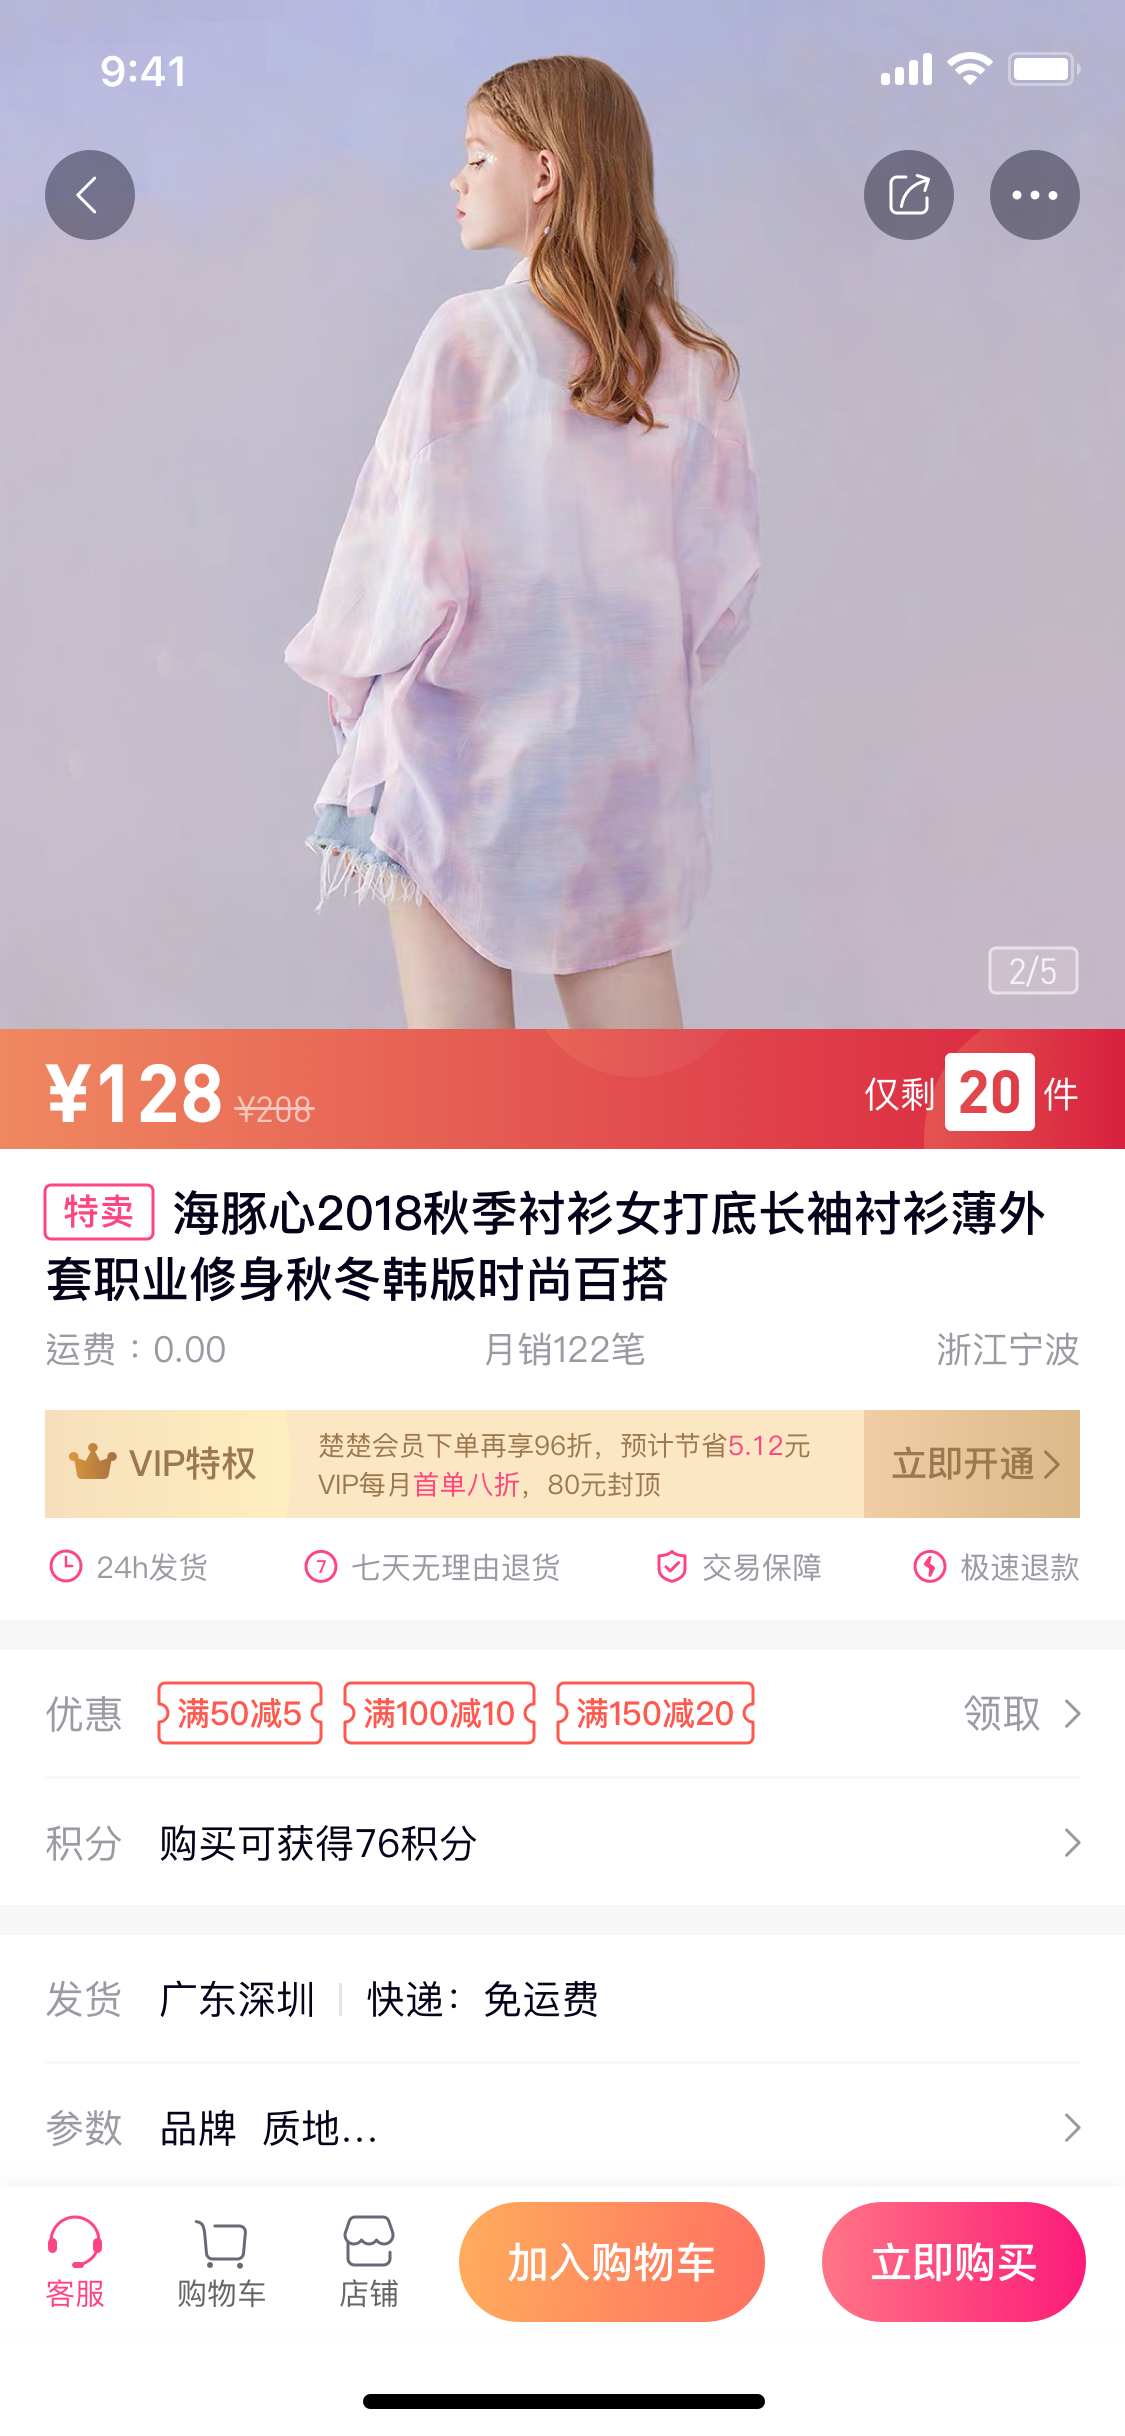 9:41
2/5
¥128 ¥208 仅剩 20 件
特卖 海豚心2018秋季衬衫女打底长袖衬衫薄外
套职业修身秋冬韩版时尚百搭
运费：0.00 月销122笔 浙江宁波
VIP特权 楚楚会员下单再享96折，预计节省5.12元 立即开通
VIP每月首单八折，80元封顶
24h发货 7 七天无理由退货 交易保障 极速退款
优惠 满50减5 满100减10 满150减20 领取
积分 购买可获得76积分
发货 广东深圳 快递：免运费
参数 品牌 质地...
客服 购物车 店铺 加入购物车 立即购买